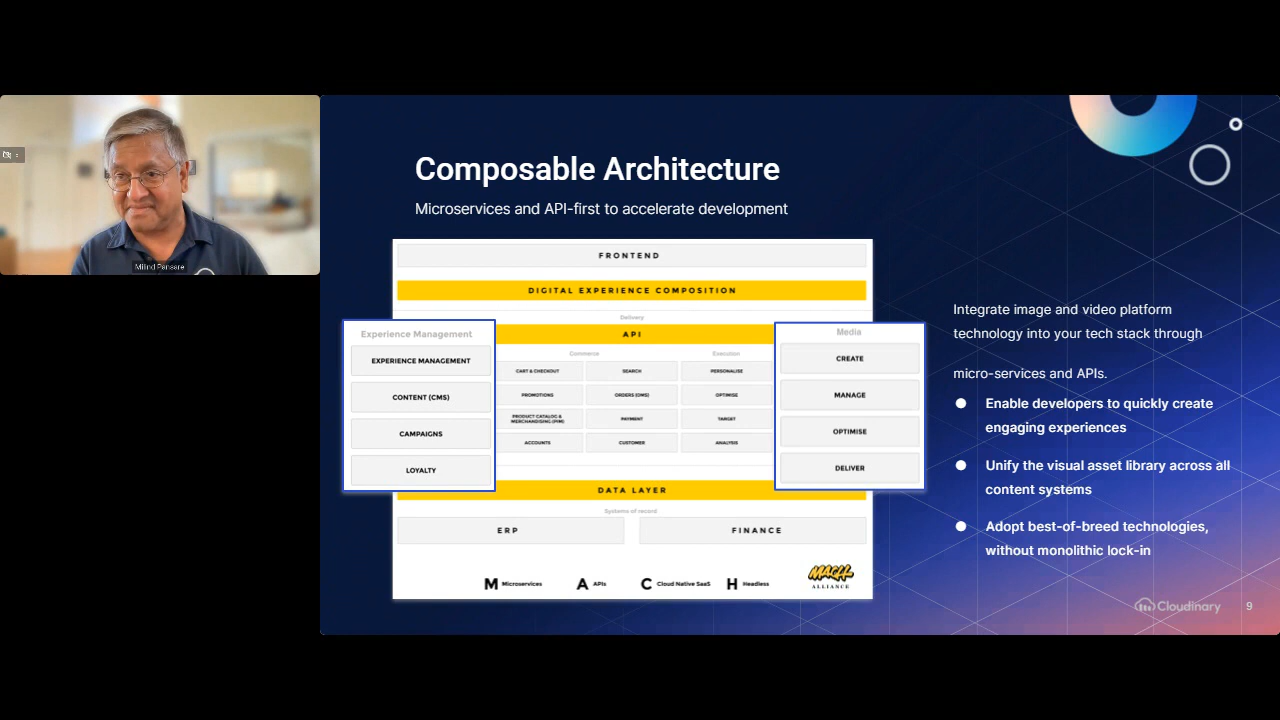 Milind Pansare
Composable Architecture
Microservices and API-first to accelerate development
FRONTEND
DIGITAL EXPERIENCE COMPOSITION
Delivery
API
Experience Management
EXPERIENCE MANAGEMENT
CONTENT (CMS)
CAMPAIGNS
LOYALTY
Commerce
CART & CHECKOUT
SEARCH
PROMOTIONS
ORDERS (OMS)
PRODUCT CATALOG &
MERCHANDISING (PIM)
PAYMENT
ACCOUNTS
CUSTOMER
Execution
PERSONALISE
OPTIMISE
TARGET
ANALYSIS
Media
CREATE
MANAGE
OPTIMISE
DELIVER
DATA LAYER
Systems of record
ERP
FINANCE
M Microservices
A APIs
C Cloud Native SaaS
H Headless
MACH
ALLIANCE
Integrate image and video platform
technology into your tech stack through
micro-services and APIs.
● Enable developers to quickly create
engaging experiences
● Unify the visual asset library across all
content systems
● Adopt best-of-breed technologies,
without monolithic lock-in
Cloudinary
9